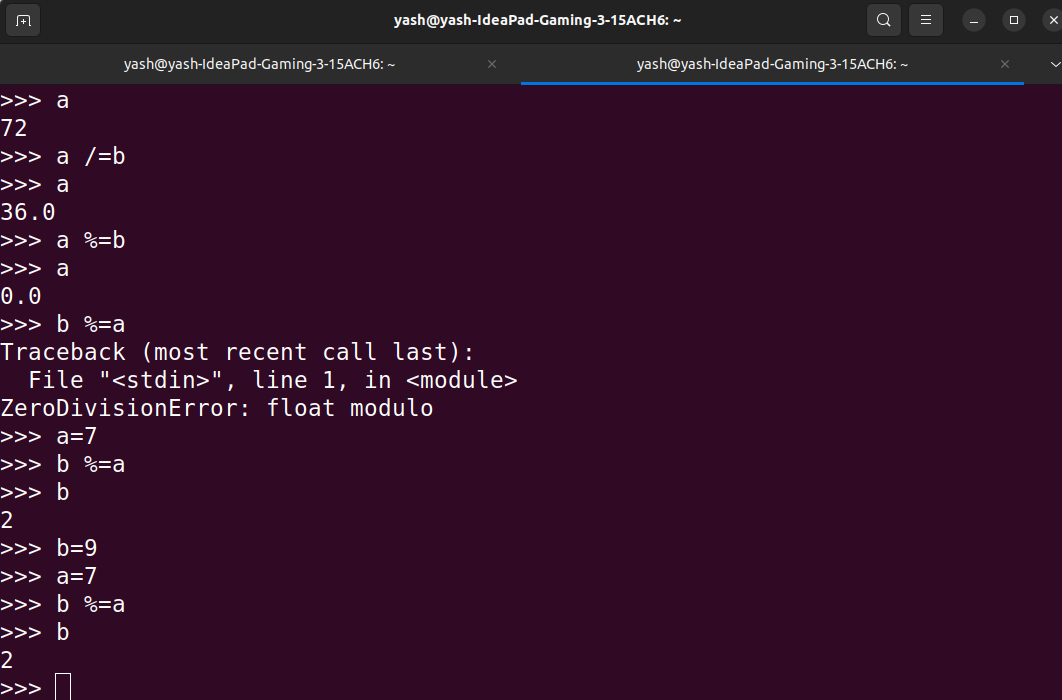 yash@yash-IdeaPad-Gaming-3-15ACH6: ~
yash@yash-IdeaPad-Gaming-3-15ACH6: ~
yash@yash-IdeaPad-Gaming-3-15ACH6: ~
>>> a
72
>>> a /=b
>>> a
36.0
>>> a %=b
>>> a
0.0
>>> b %=a
Traceback (most recent call last):
  File "<stdin>", line 1, in <module>
ZeroDivisionError: float modulo
>>> a=7
>>> b %=a
>>> b
2
>>> b=9
>>> a=7
>>> b %=a
>>> b
2
>>>